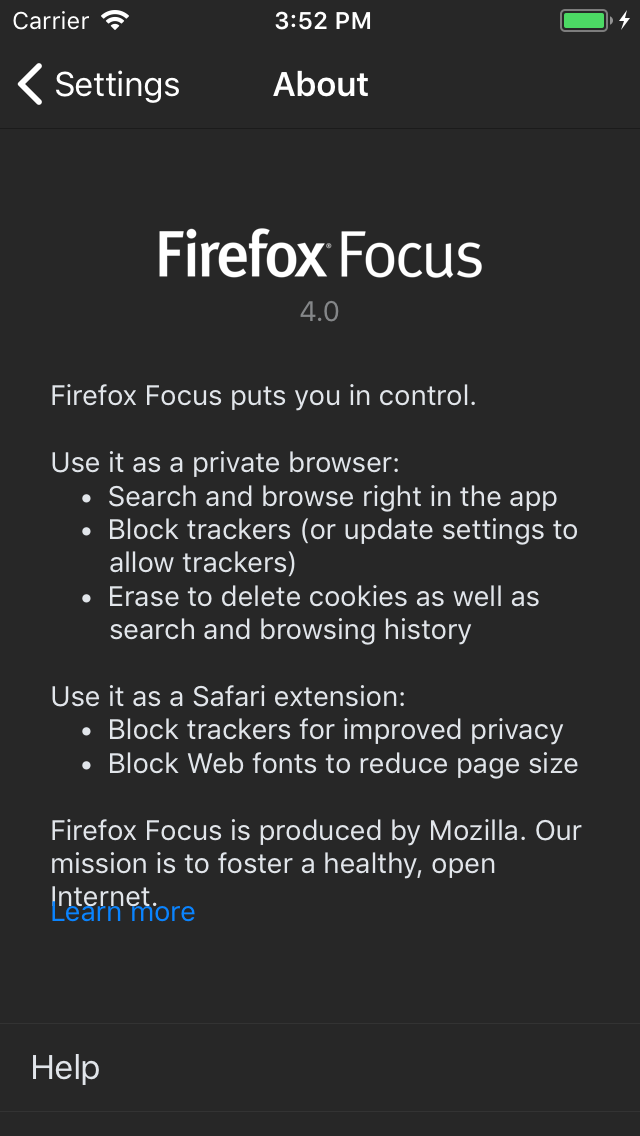 Carrier 3:52 PM
Settings About
Firefox Focus
4.0
Firefox Focus puts you in control.
Use it as a private browser:
• Search and browse right in the app
• Block trackers (or update settings to
allow trackers)
• Erase to delete cookies as well as
search and browsing history
Use it as a Safari extension:
• Block trackers for improved privacy
• Block Web fonts to reduce page size
Firefox Focus is produced by Mozilla. Our
mission is to foster a healthy, open
Internet.
Learn more
Help